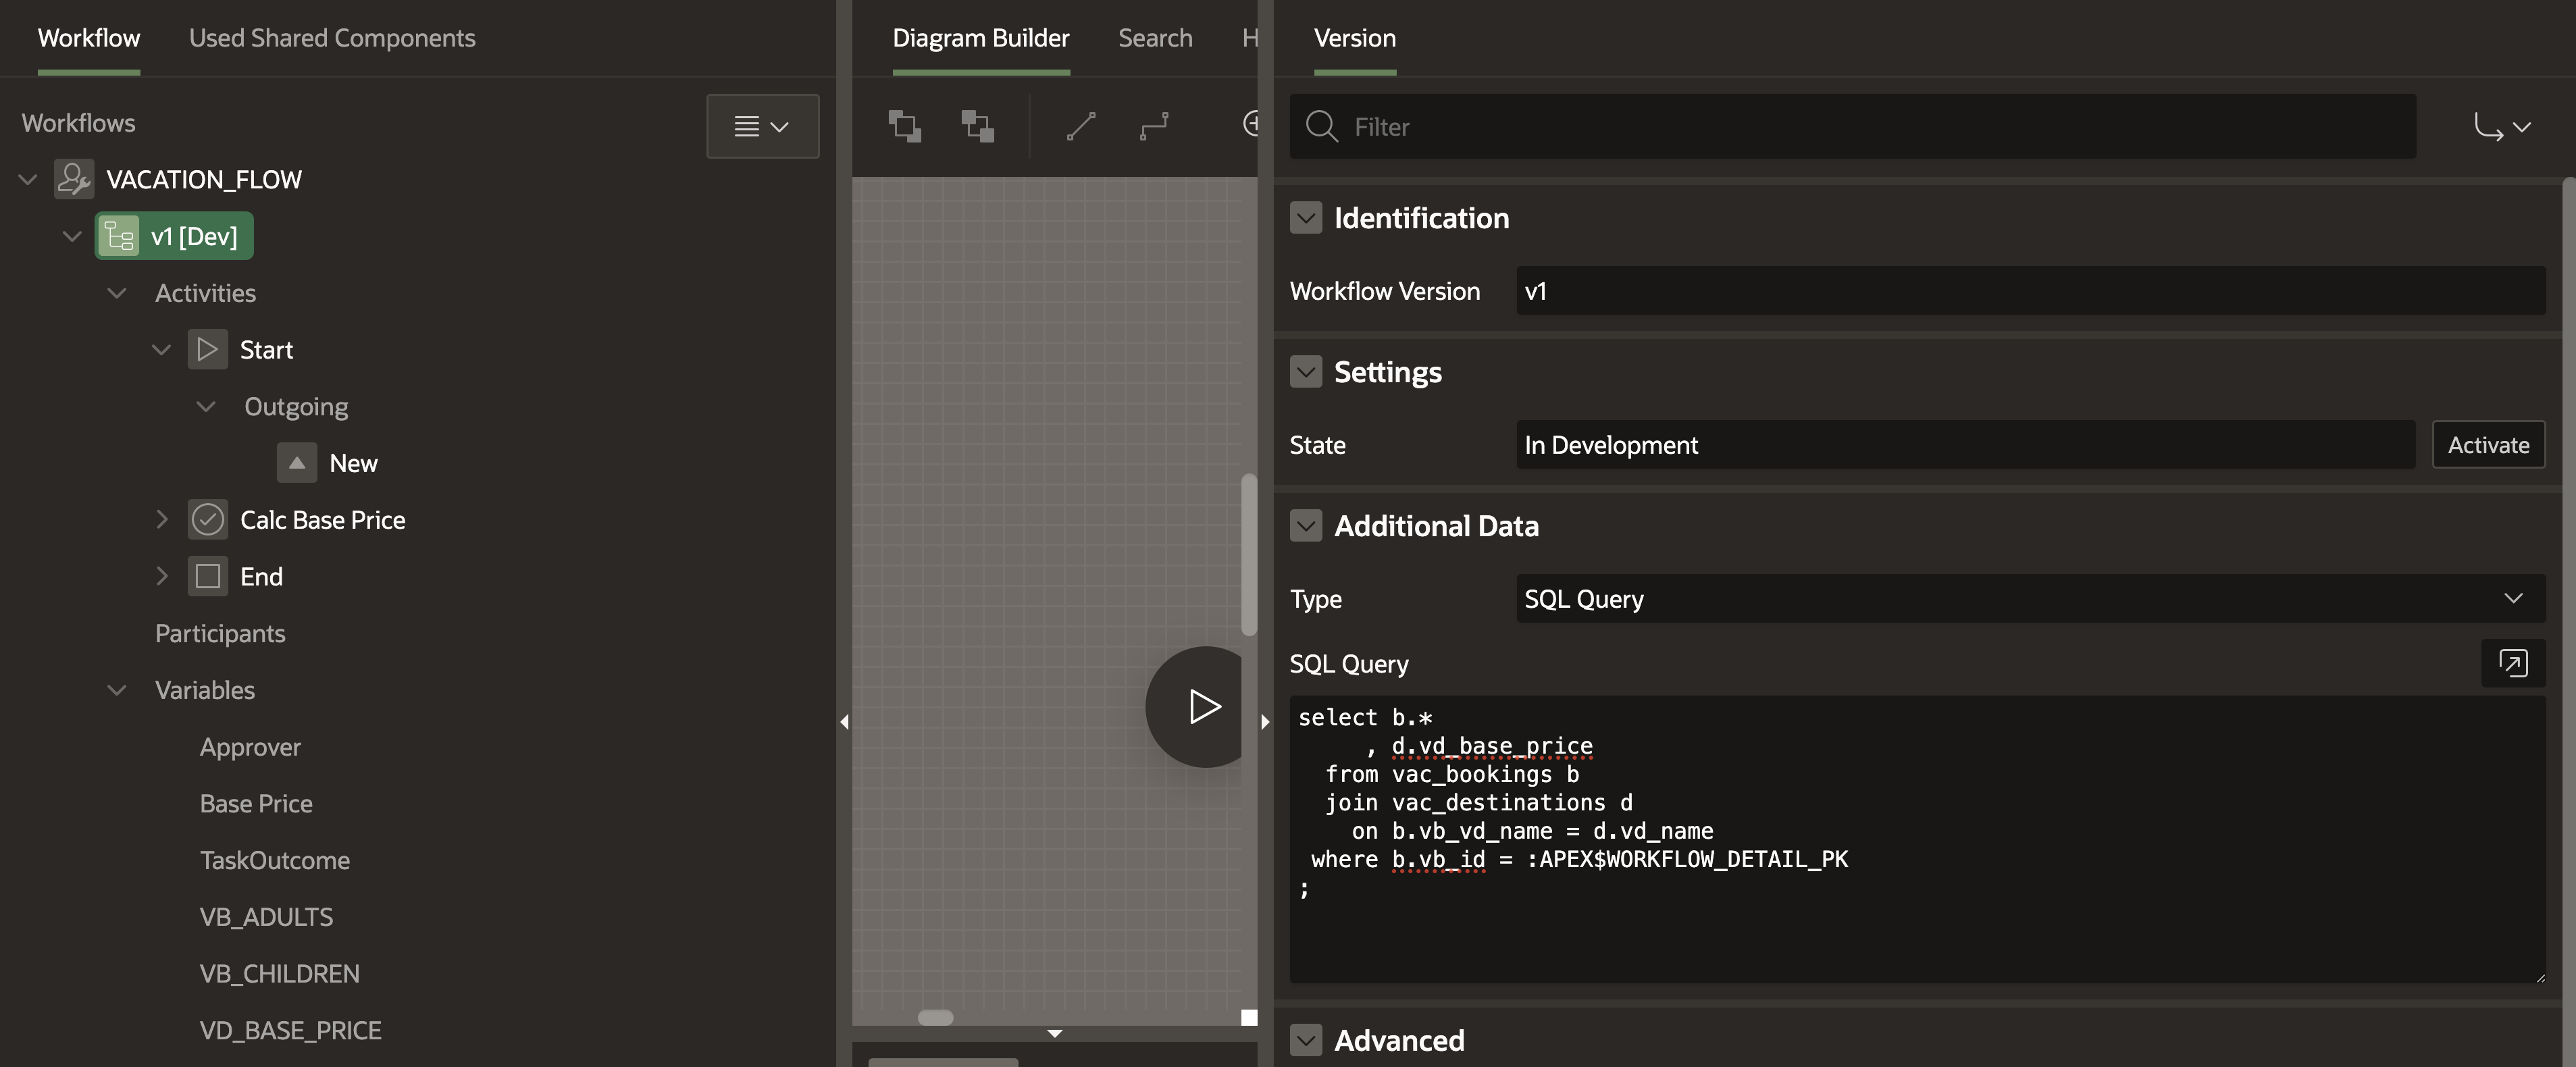 Workflow
Used Shared Components
Workflows
VACATION_FLOW
v1 [Dev]
Activities
Start
Outgoing
New
Calc Base Price
End
Participants
Variables
Approver
Base Price
TaskOutcome
VB_ADULTS
VB_CHILDREN
VD_BASE_PRICE
Diagram Builder
Search
H
Version
Filter
Identification
Workflow Version
v1
Settings
State
In Development
Activate
Additional Data
Type
SQL Query
SQL Query
select b.*
     , d.vd_base_price
  from vac_bookings b
  join vac_destinations d
    on b.vb_vd_name = d.vd_name
 where b.vb_id = :APEX$WORKFLOW_DETAIL_PK
;
Advanced